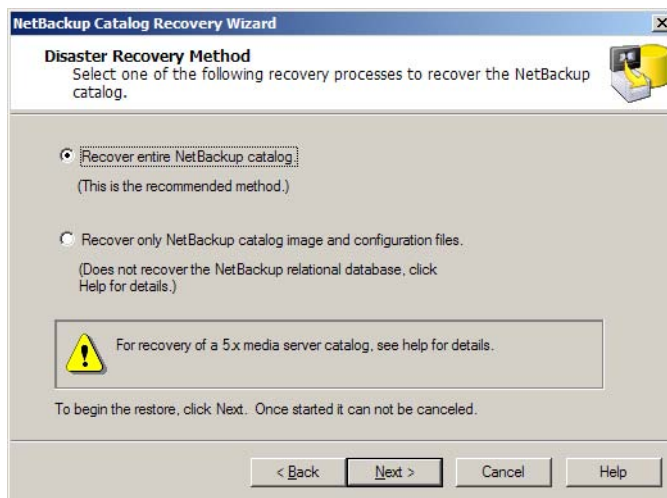 NetBackup Catalog Recovery Wizard
Disaster Recovery Method
Select one of the following recovery processes to recover the NetBackup
catalog.
Recover entire NetBackup catalog.
(This is the recommended method.)
Recover only NetBackup catalog image and configuration files.
(Does not recover the NetBackup relational database, click
Help for details.)
For recovery of a 5.x media server catalog, see help for details.
To begin the restore, click Next. Once started it can not be canceled.
< Back
Next >
Cancel
Help